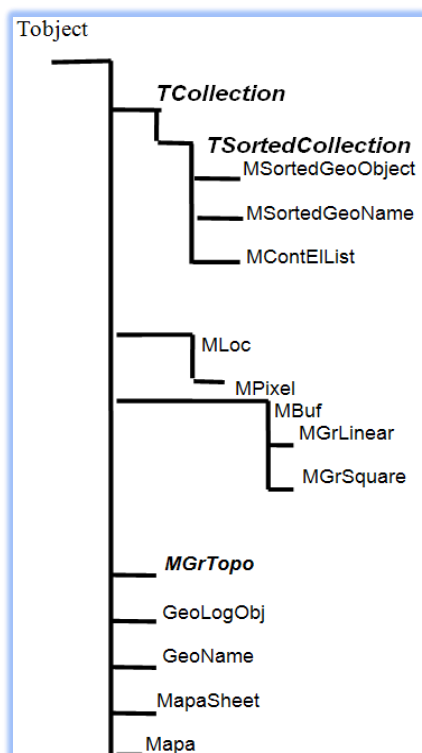 Tobject
TCollection
TSortedCollection
MSortedGeoObject
MSortedGeoName
MContElList
MLoc
MPixel
MBuf
MGrLinear
MGrSquare
MGrTopo
GeoLogObj
GeoName
MapaSheet
Mapa